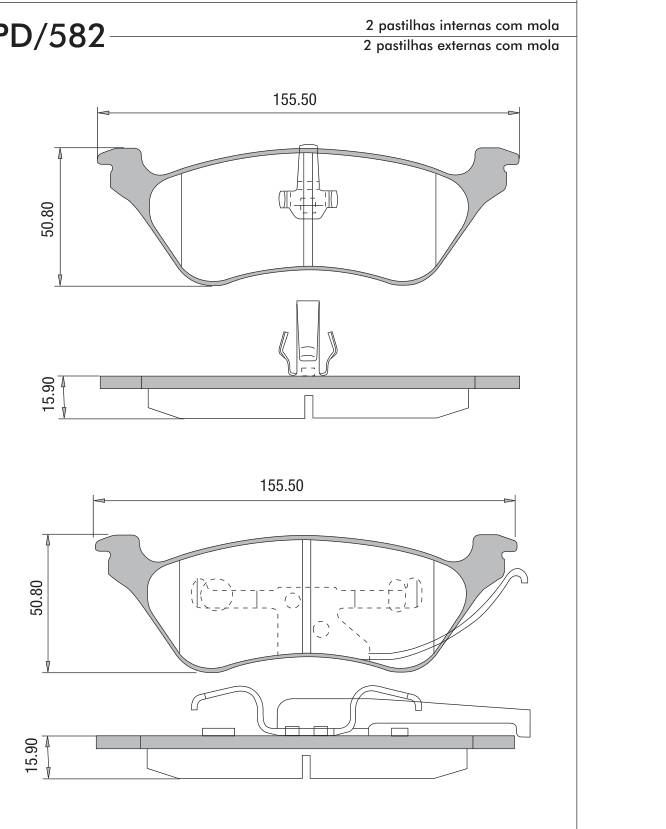 PD/582
2 pastilhas internas com mola
2 pastilhas externas com mola
155.50
50.80
15.90
155.50
50.80
15.90